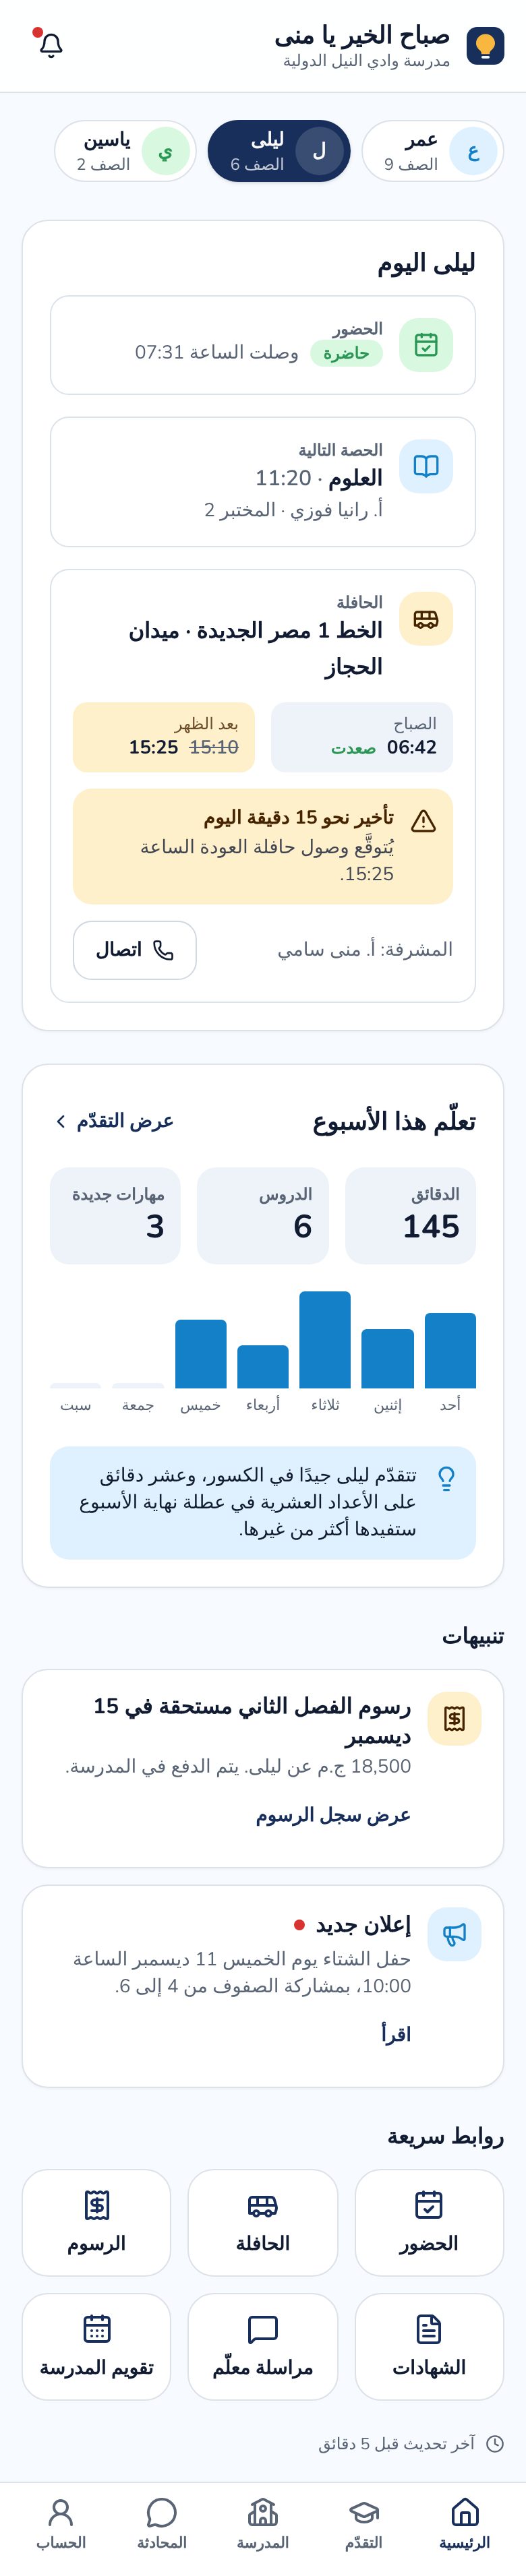 صباح الخير يا منى
مدرسة وادي النيل الدولية
ع
عمر
الصف 9
ل
ليلى
الصف 6
ي
ياسين
الصف 2
ليلى اليوم
الحضور
حاضرة وصلت الساعة 07:31
الحصة التالية
العلوم · 11:20
أ. رانيا فوزي · المختبر 2
الحافلة
الخط 1 مصر الجديدة · ميدان
الحجاز
الصباح
06:42 صعدت
بعد الظهر
15:10 15:25
تأخير نحو 15 دقيقة اليوم
يُتوقَّع وصول حافلة العودة الساعة
15:25.
المشرفة: أ. منى سامي
اتصال
تعلّم هذا الأسبوع
عرض التقدّم
الدقائق
145
الدروس
6
مهارات جديدة
3
أحد
إثنين
ثلاثاء
أربعاء
خميس
جمعة
سبت
تتقدّم ليلى جيدًا في الكسور، وعشر دقائق
على الأعداد العشرية في عطلة نهاية الأسبوع
ستفيدها أكثر من غيرها.
تنبيهات
رسوم الفصل الثاني مستحقة في 15
ديسمبر
18,500 ج.م عن ليلى. يتم الدفع في المدرسة.
عرض سجل الرسوم
إعلان جديد
حفل الشتاء يوم الخميس 11 ديسمبر الساعة
10:00، بمشاركة الصفوف من 4 إلى 6.
اقرأ
روابط سريعة
الحضور
الحافلة
الرسوم
الشهادات
مراسلة معلّم
تقويم المدرسة
آخر تحديث قبل 5 دقائق
الرئيسية
التقدّم
المدرسة
المحادثة
الحساب